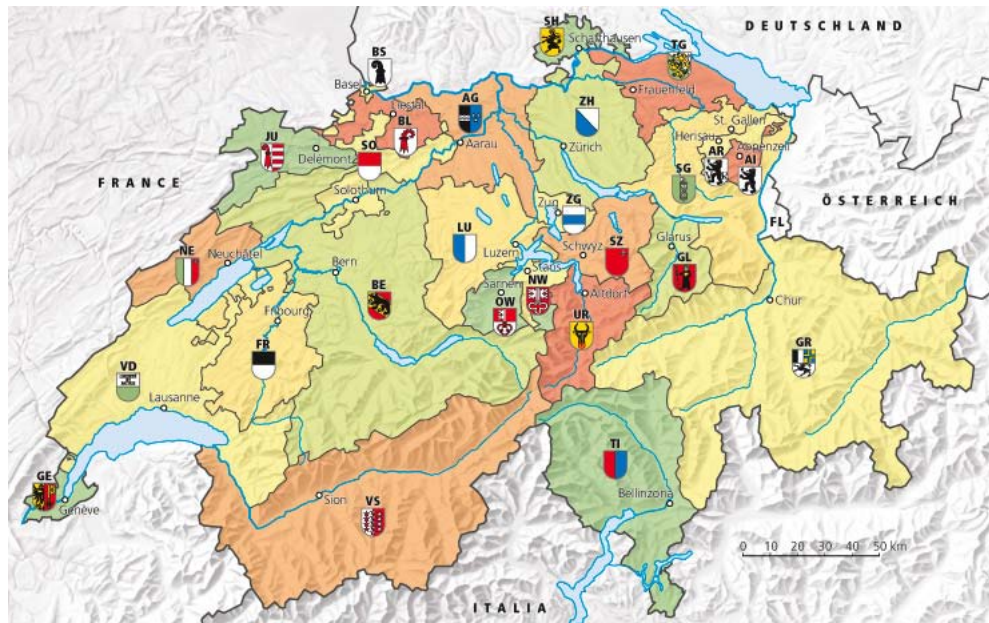 DEUTSCHLAND
SH
Schaffhausen
BS
TG
Basel
Frauenfeld
AG
ZH
Liestal
BL
St. Gallen
Herisau
JU
SO
Aarau
Zürich
AR
Appenzell
AI
Delémont
SG
FRANCE
Solothurn
Zug
ZG
ÖSTERREICH
FL
LU
NE
Neuchâtel
Luzern
Schwyz
SZ
Glarus
GL
Bern
Stans
BE
Sarnen
NW
OW
Altdorf
Chur
Fribourg
UR
FR
GR
VD
LIBERTÉ
ET
PATRIE
Lausanne
TI
GE
Genève
Sion
VS
Bellinzona
0 10 20 30 40 50 km
ITALIA